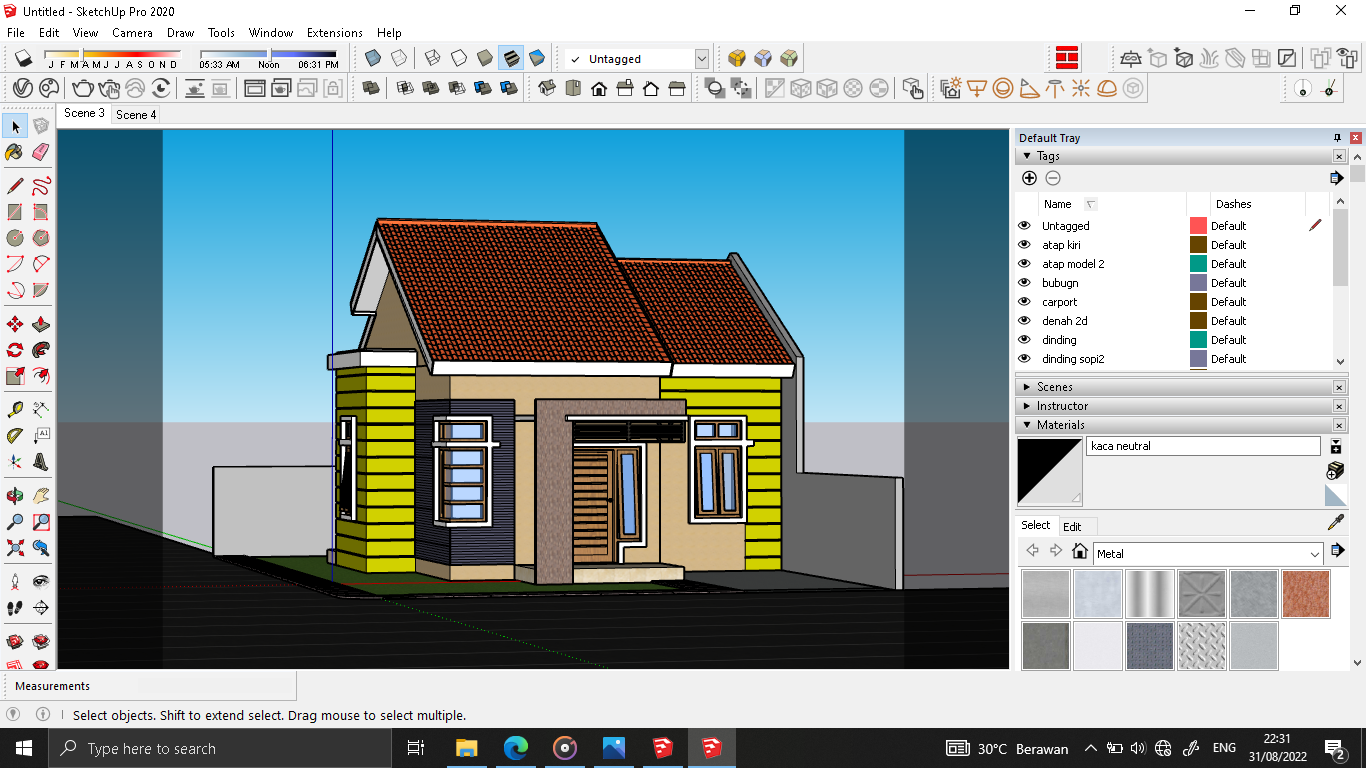 Untitled - SketchUp Pro 2020
File Edit View Camera Draw Tools Window Extensions Help
J F M A M J J A S O N D 05:33 AM Noon 06:31 PM Untagged
Scene 3 Scene 4
Default Tray
Tags
Name Dashes
Untagged Default
atap kiri Default
atap model 2 Default
bubugn Default
carport Default
denah 2d Default
dinding Default
dinding sopi2 Default
Scenes
Instructor
Materials
kaca neutral
Select Edit
Metal
A1
Measurements
Select objects. Shift to extend select. Drag mouse to select multiple.
Type here to search
30°C Berawan ENG 22:31
31/08/2022 2